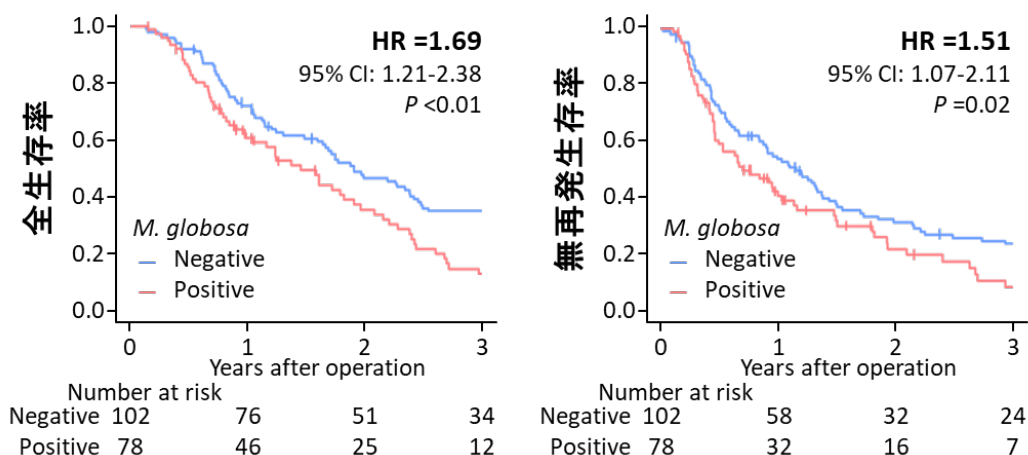 全生存率
1.0
0.8
0.6
0.4
0.2
0.0
HR =1.69
95% CI: 1.21-2.38
P <0.01
M. globosa
Negative
Positive
0 1 2 3
Years after operation
Number at risk
Negative 102 76 51 34
Positive 78 46 25 12
無再発生存率
1.0
0.8
0.6
0.4
0.2
0.0
HR =1.51
95% CI: 1.07-2.11
P =0.02
M. globosa
Negative
Positive
0 1 2 3
Years after operation
Number at risk
Negative 102 58 32 24
Positive 78 32 16 7